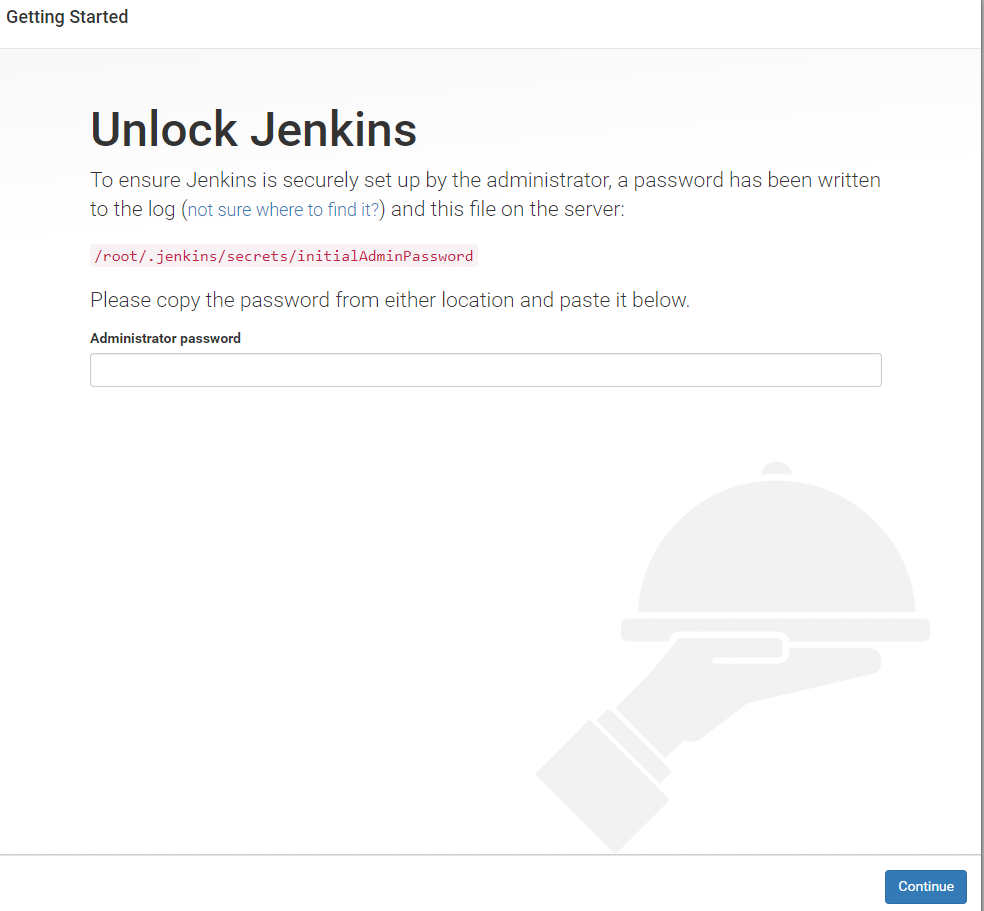 Getting Started
Unlock Jenkins
To ensure Jenkins is securely set up by the administrator, a password has been written
to the log (not sure where to find it?) and this file on the server:
/root/.jenkins/secrets/initialAdminPassword
Please copy the password from either location and paste it below.
Administrator password
Continue